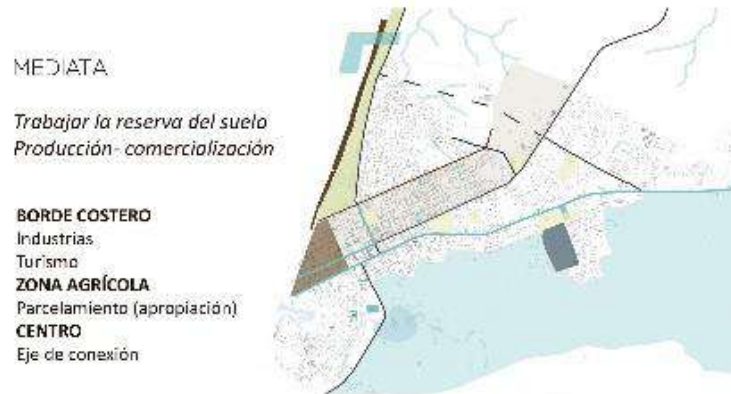 MEDIATA
Trabajar la reserva del suelo
Producción- comercialización
BORDE COSTERO
Industrias
Turismo
ZONA AGRÍCOLA
Parcelamiento (apropiación)
CENTRO
Eje de conexión